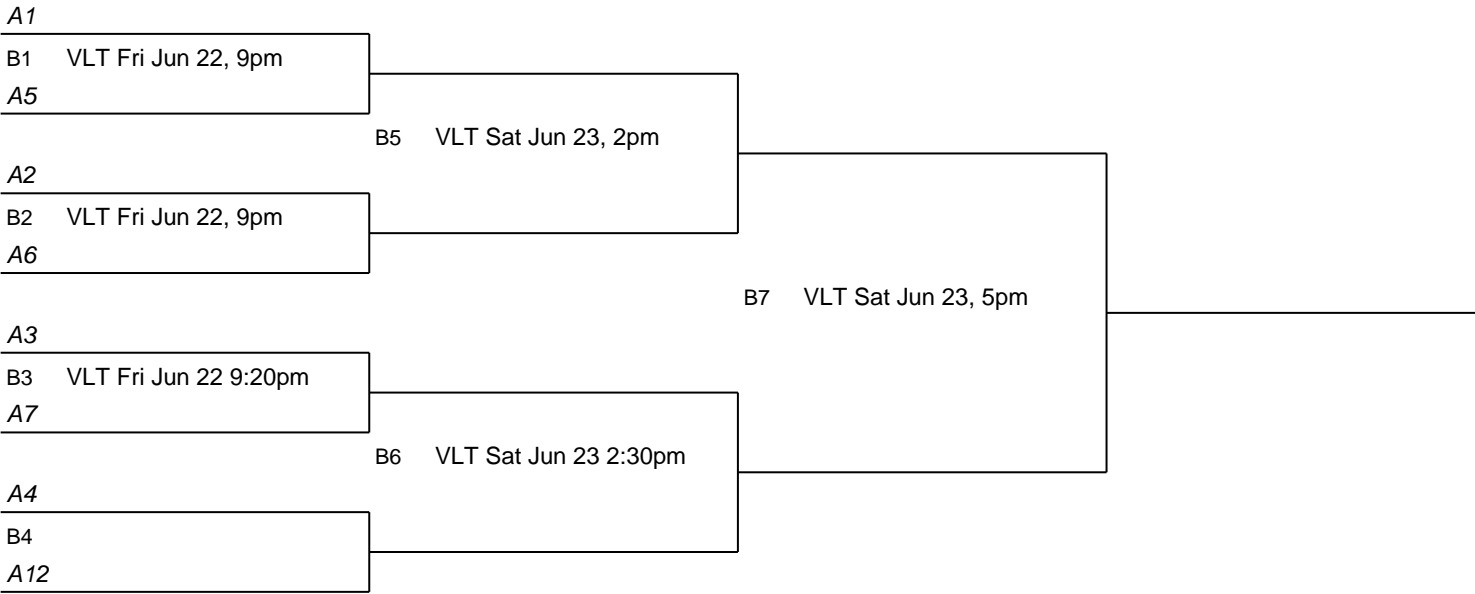 A1
B1 VLT Fri Jun 22, 9pm
A5
B5 VLT Sat Jun 23, 2pm
A2
B2 VLT Fri Jun 22, 9pm
A6
B7 VLT Sat Jun 23, 5pm
A3
B3 VLT Fri Jun 22 9:20pm
A7
B6 VLT Sat Jun 23 2:30pm
A4
B4
A12